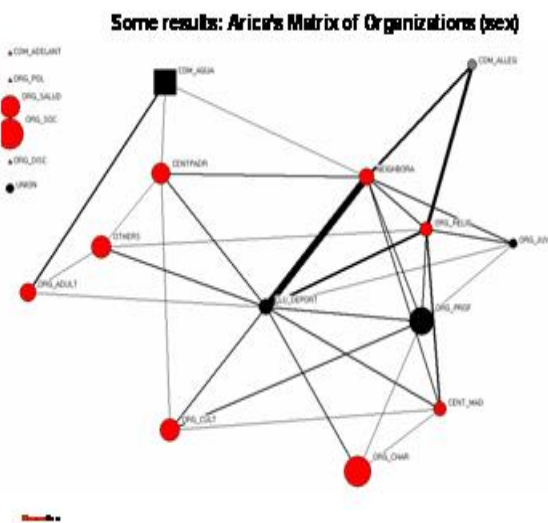 Some results: Arica's Matrix of Organizations (sex)
COM_ADELANT
COM_AGUA
COM_ALLEG
ORG_POL
ORG_SALUD
ORG_SOC
ORG_DISC
UNION
CENTPADR
NEIGHBORA
OTHERS
ORG_RELIG
ORG_JUV
ORG_ADULT
CLU_DEPORT
ORG_PROF
CENT_MAD
ORG_CULT
ORG_CHAR